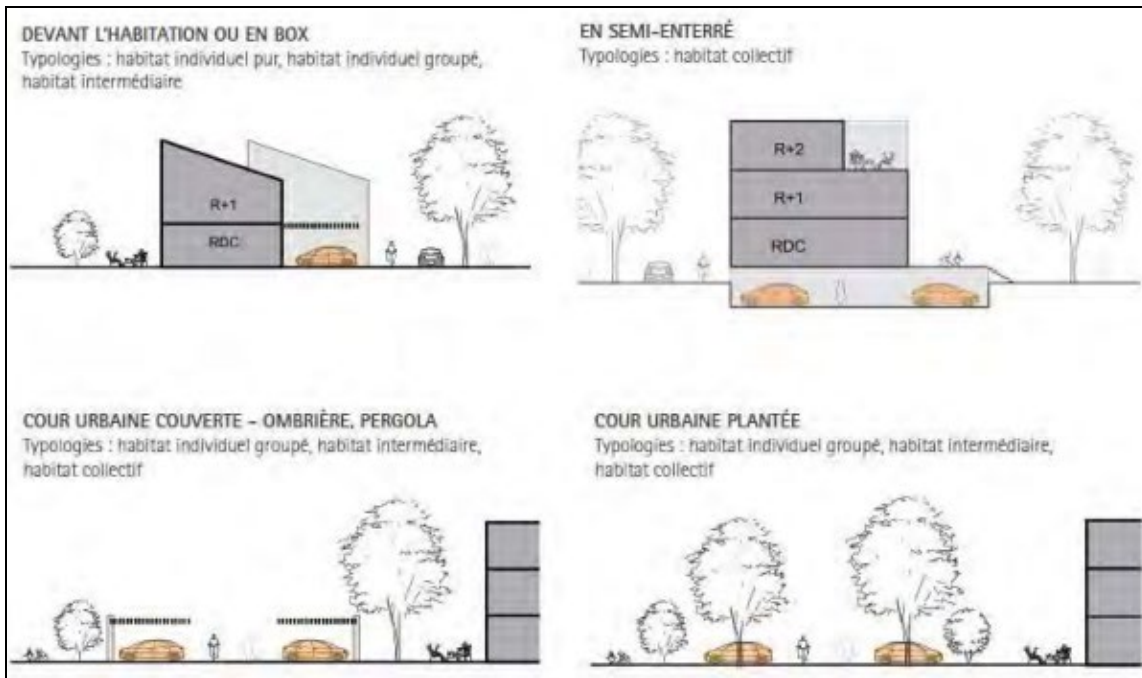 DEVANT L'HABITATION OU EN BOX
Typologies : habitat individuel pur, habitat individuel groupé,
habitat intermédiaire
R+1
RDC
EN SEMI-ENTERRÉ
Typologies : habitat collectif
R+2
R+1
RDC
COUR URBAINE COUVERTE – OMBRIÈRE, PERGOLA
Typologies : habitat individuel groupé, habitat intermédiaire,
habitat collectif
COUR URBAINE PLANTÉE
Typologies : habitat individuel groupé, habitat intermédiaire,
habitat collectif